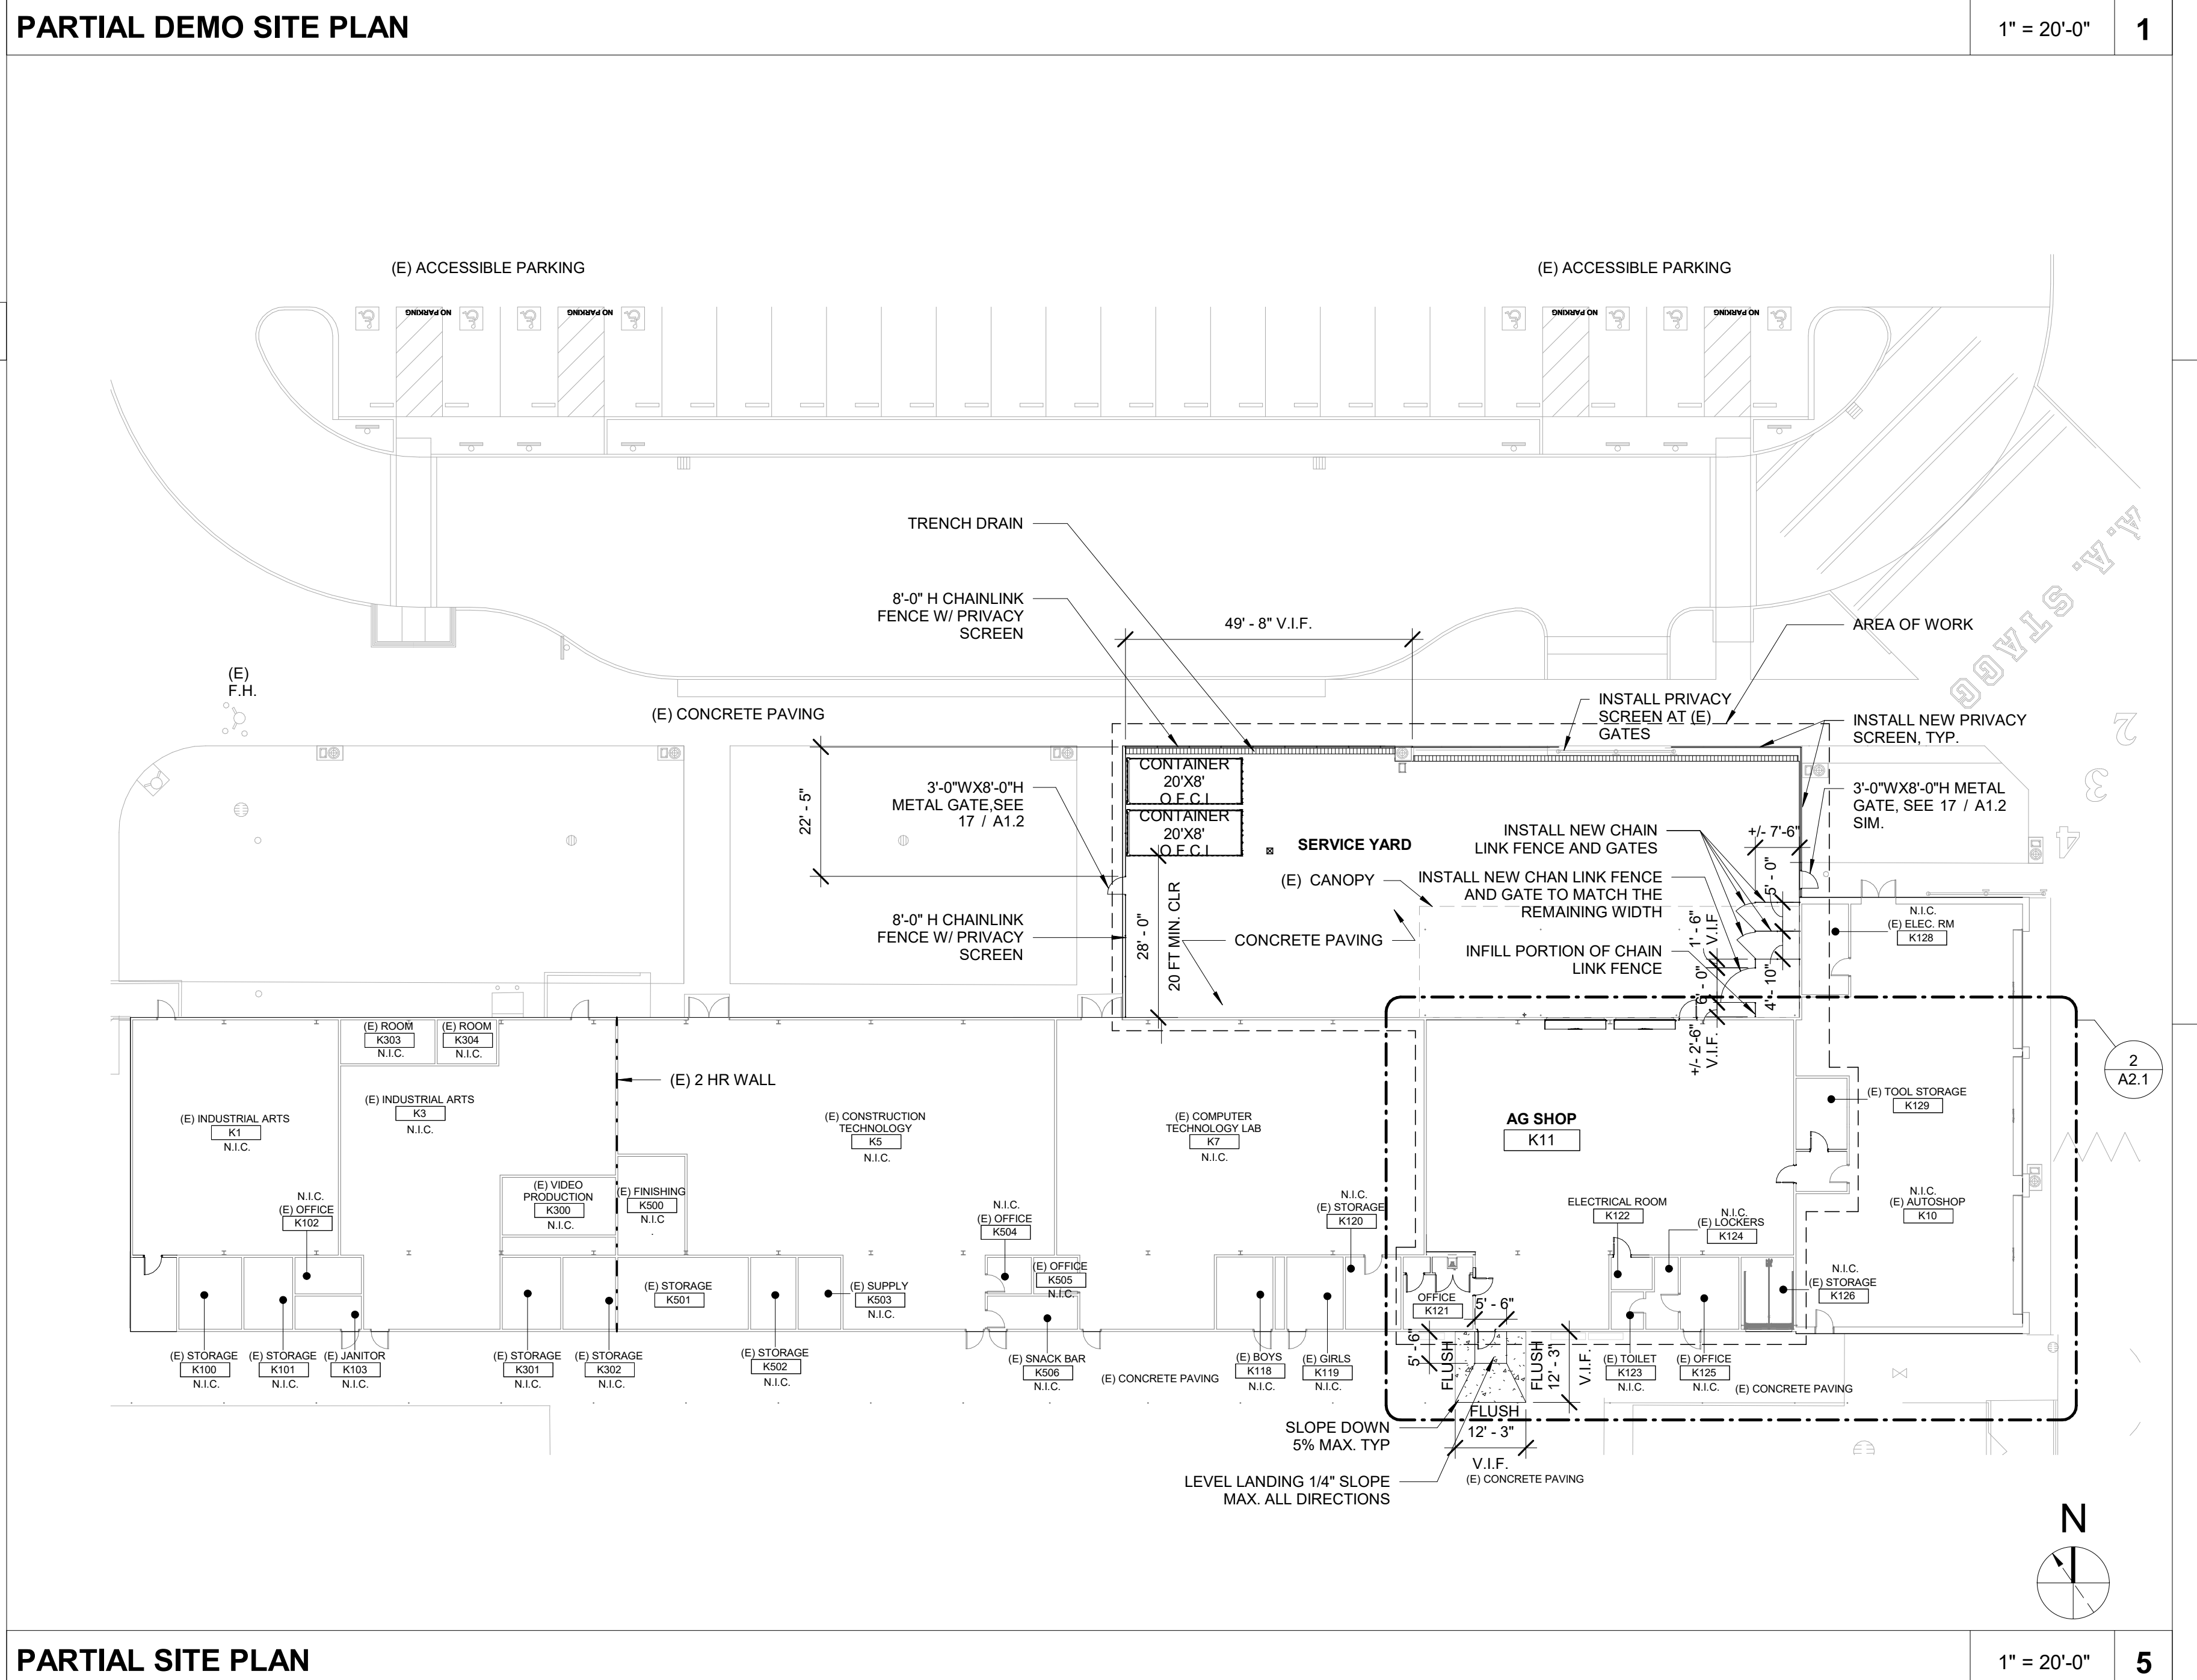 PARTIAL DEMO SITE PLAN
1" = 20'-0"
1
(E) ACCESSIBLE PARKING
(E) ACCESSIBLE PARKING
NO PARKING
NO PARKING
NO PARKING
NO PARKING
TRENCH DRAIN
8'-0" H CHAINLINK
FENCE W/ PRIVACY
SCREEN
49' - 8" V.I.F.
AREA OF WORK
A.A. STAGG
(E)
F.H.
(E) CONCRETE PAVING
INSTALL PRIVACY
SCREEN AT (E)
GATES
INSTALL NEW PRIVACY
SCREEN, TYP.
2
3
4
22' - 5"
3'-0"WX8'-0"H
METAL GATE,SEE
17 / A1.2
CONTAINER
20'X8'
O.F.C.I.
CONTAINER
20'X8'
O.F.C.I.
SERVICE YARD
3'-0"WX8'-0"H METAL
GATE, SEE 17 / A1.2
SIM.
INSTALL NEW CHAIN
LINK FENCE AND GATES
+/- 7'-6"
5' - 0"
(E) CANOPY
INSTALL NEW CHAN LINK FENCE
AND GATE TO MATCH THE
REMAINING WIDTH
8'-0" H CHAINLINK
FENCE W/ PRIVACY
SCREEN
28' - 0"
20 FT MIN. CLR
CONCRETE PAVING
INFILL PORTION OF CHAIN
LINK FENCE
1' - 6"
V.I.F
6' - 0"
4' - 10"
+/- 2'-6"
V.I.F.
N.I.C.
(E) ELEC. RM
K128
(E) ROOM
K303
N.I.C.
(E) ROOM
K304
N.I.C.
(E) 2 HR WALL
2
A2.1
(E) INDUSTRIAL ARTS
K1
N.I.C.
(E) INDUSTRIAL ARTS
K3
N.I.C.
(E) CONSTRUCTION
TECHNOLOGY
K5
N.I.C.
(E) COMPUTER
TECHNOLOGY LAB
K7
N.I.C.
AG SHOP
K11
(E) TOOL STORAGE
K129
N.I.C.
(E) OFFICE
K102
(E) VIDEO
PRODUCTION
K300
N.I.C.
(E) FINISHING
K500
N.I.C
N.I.C.
(E) OFFICE
K504
N.I.C.
(E) STORAGE
K120
ELECTRICAL ROOM
K122
N.I.C.
(E) LOCKERS
K124
N.I.C.
(E) AUTOSHOP
K10
(E) STORAGE
K501
(E) SUPPLY
K503
N.I.C.
(E) OFFICE
K505
N.I.C.
OFFICE
K121
N.I.C.
(E) STORAGE
K126
5' - 6"
5' - 6"
FLUSH
FLUSH
12' - 3"
V.I.F.
(E) STORAGE
K100
N.I.C.
(E) STORAGE
K101
N.I.C.
(E) JANITOR
K103
N.I.C.
(E) STORAGE
K301
N.I.C.
(E) STORAGE
K302
N.I.C.
(E) STORAGE
K502
N.I.C.
(E) SNACK BAR
K506
N.I.C.
(E) CONCRETE PAVING
(E) BOYS
K118
N.I.C.
(E) GIRLS
K119
N.I.C.
(E) TOILET
K123
N.I.C.
(E) OFFICE
K125
N.I.C.
(E) CONCRETE PAVING
FLUSH
12' - 3"
V.I.F.
(E) CONCRETE PAVING
SLOPE DOWN
5% MAX. TYP
LEVEL LANDING 1/4" SLOPE
MAX. ALL DIRECTIONS
N
PARTIAL SITE PLAN
1" = 20'-0"
5